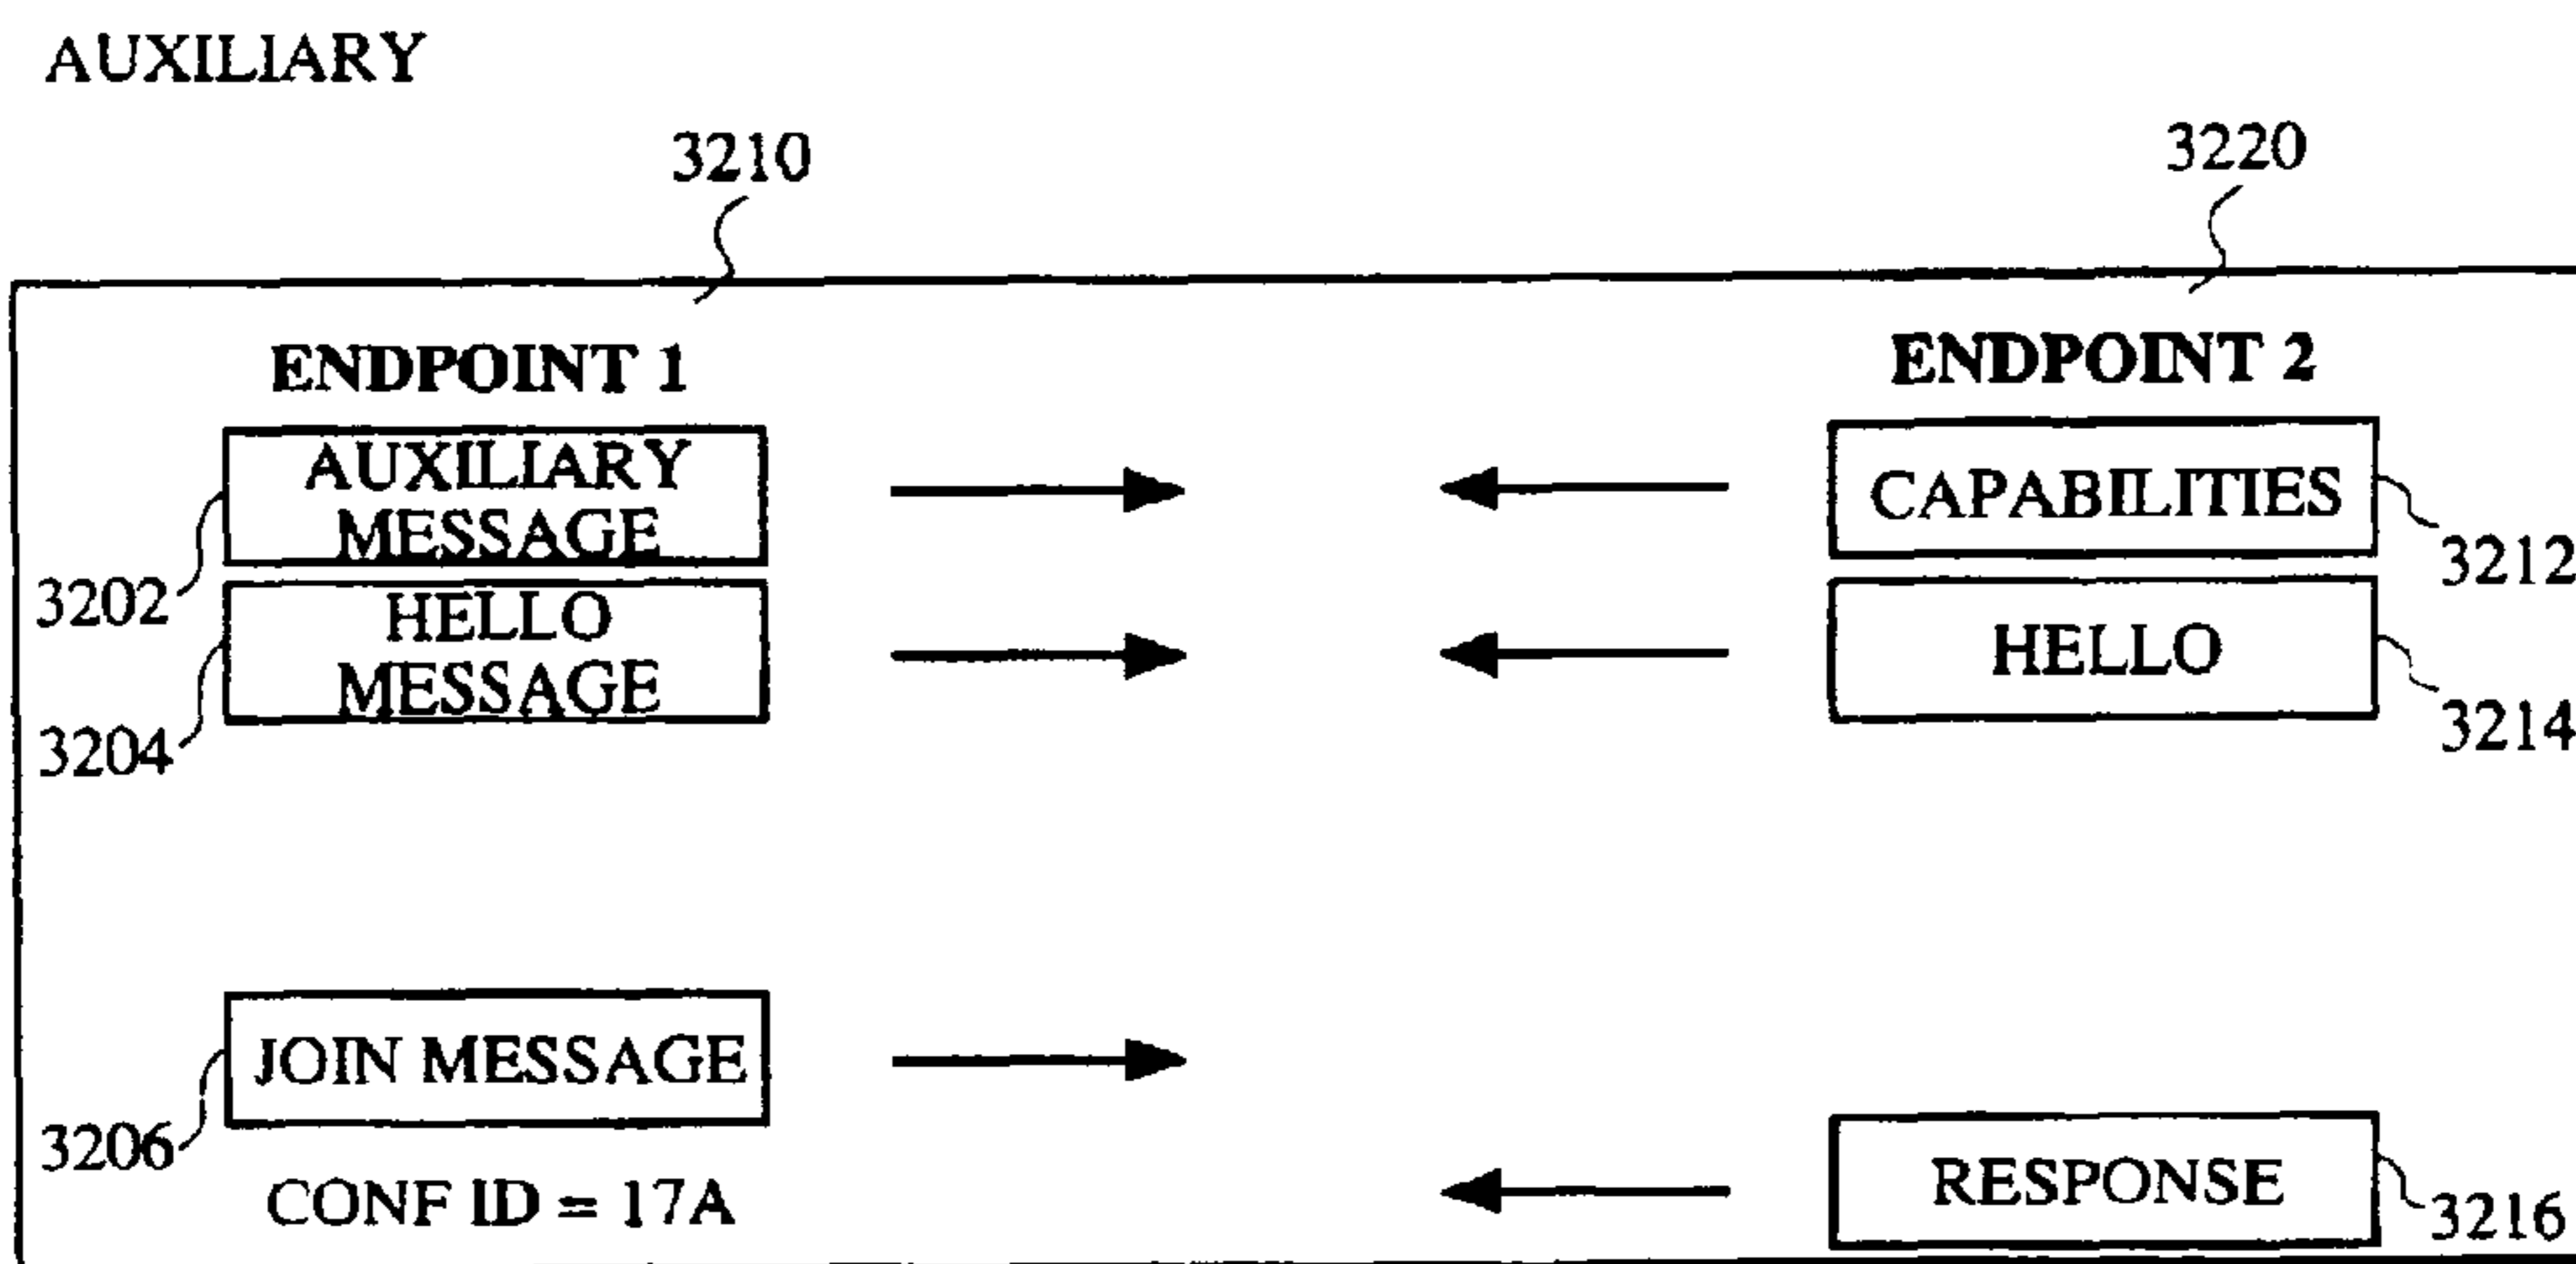 AUXILIARY
3210
3220
ENDPOINT 1
ENDPOINT 2
AUXILIARY
MESSAGE
CAPABILITIES
3202
3212
HELLO
MESSAGE
HELLO
3204
3214
JOIN MESSAGE
3206
CONF ID = 17A
RESPONSE
3216